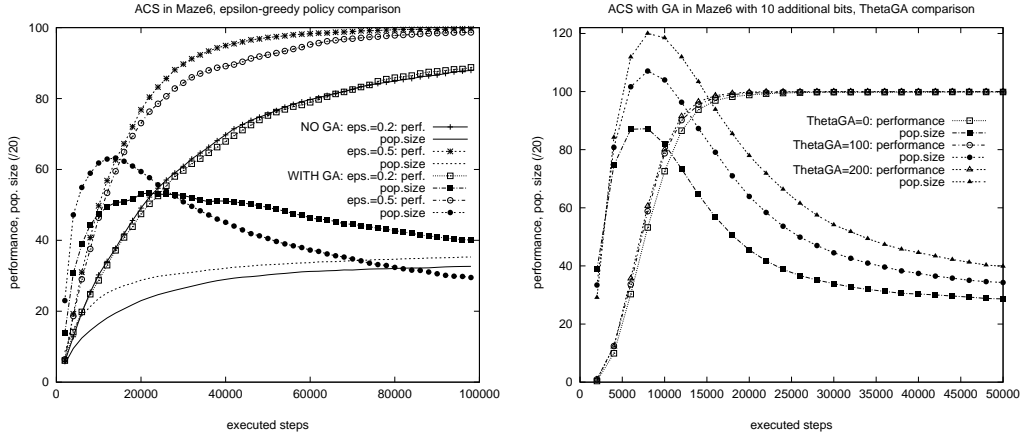 ACS in Maze6, epsilon-greedy policy comparison
performance, pop. size (/20)
100
80
60
40
20
0
NO GA: eps.=0.2: perf.
pop.size
eps.=0.5: perf.
pop.size
WITH GA: eps.=0.2: perf.
pop.size
eps.=0.5: perf.
pop.size
0 20000 40000 60000 80000 100000
executed steps
ACS with GA in Maze6 with 10 additional bits, ThetaGA comparison
performance, pop. size (/20)
120
100
80
60
40
20
0
ThetaGA=0: performance
pop.size
ThetaGA=100: performance
pop.size
ThetaGA=200: performance
pop.size
0 5000 10000 15000 20000 25000 30000 35000 40000 45000 50000
executed steps